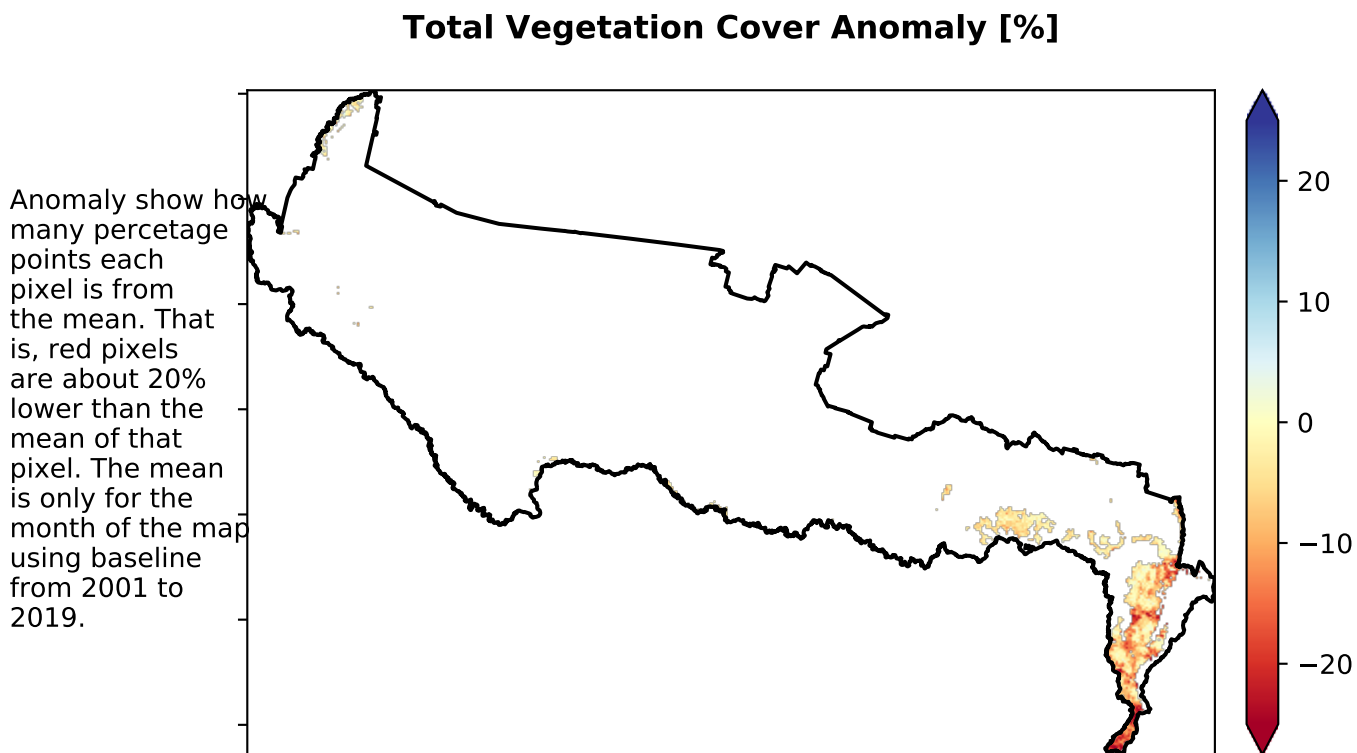 Total Vegetation Cover Anomaly [%]
Anomaly show how
many percetage
points each
pixel is from
the mean. That
is, red pixels
are about 20%
lower than the
mean of that
pixel. The mean
is only for the
month of the map
using baseline
from 2001 to
2019.
20
10
0
−10
−20